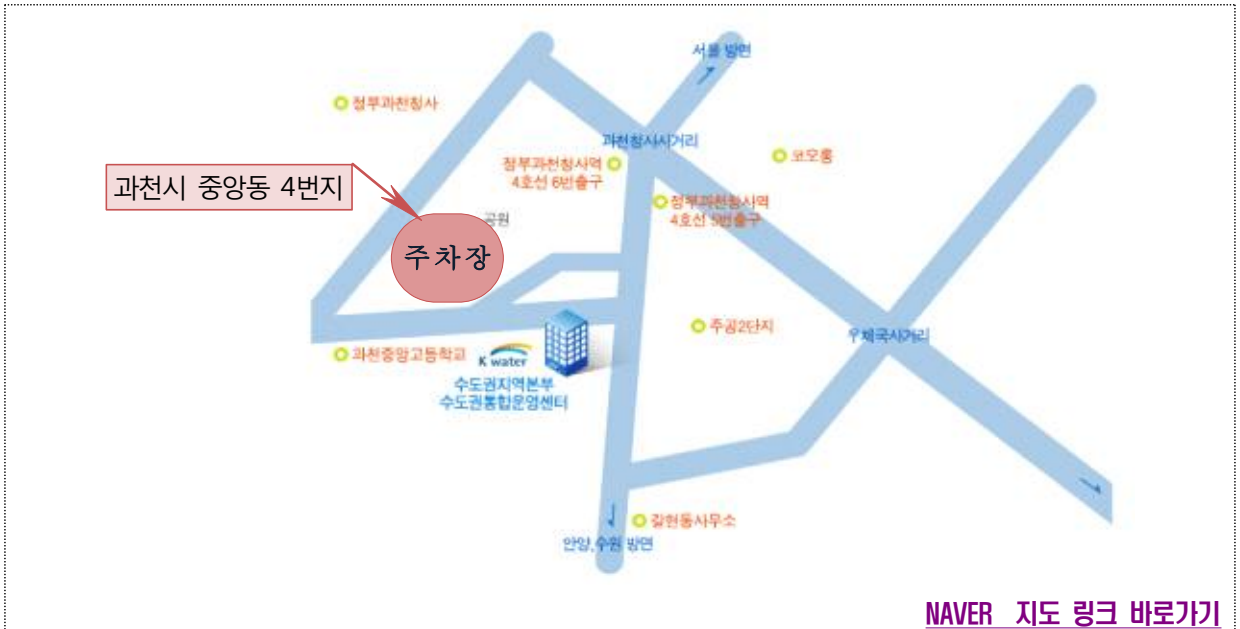 서울 방면
정부과천청사
과천청사사거리
정부과천청사역
4호선 6번출구
코오롱
과천시 중앙동 4번지
정부과천청사역
4호선 5번출구
공원
주차장
주공2단지
우체국사거리
과천중앙고등학교
K water
수도권지역본부
수도권통합운영센터
갈현동사무소
안양,수원 방면
NAVER 지도 링크 바로가기